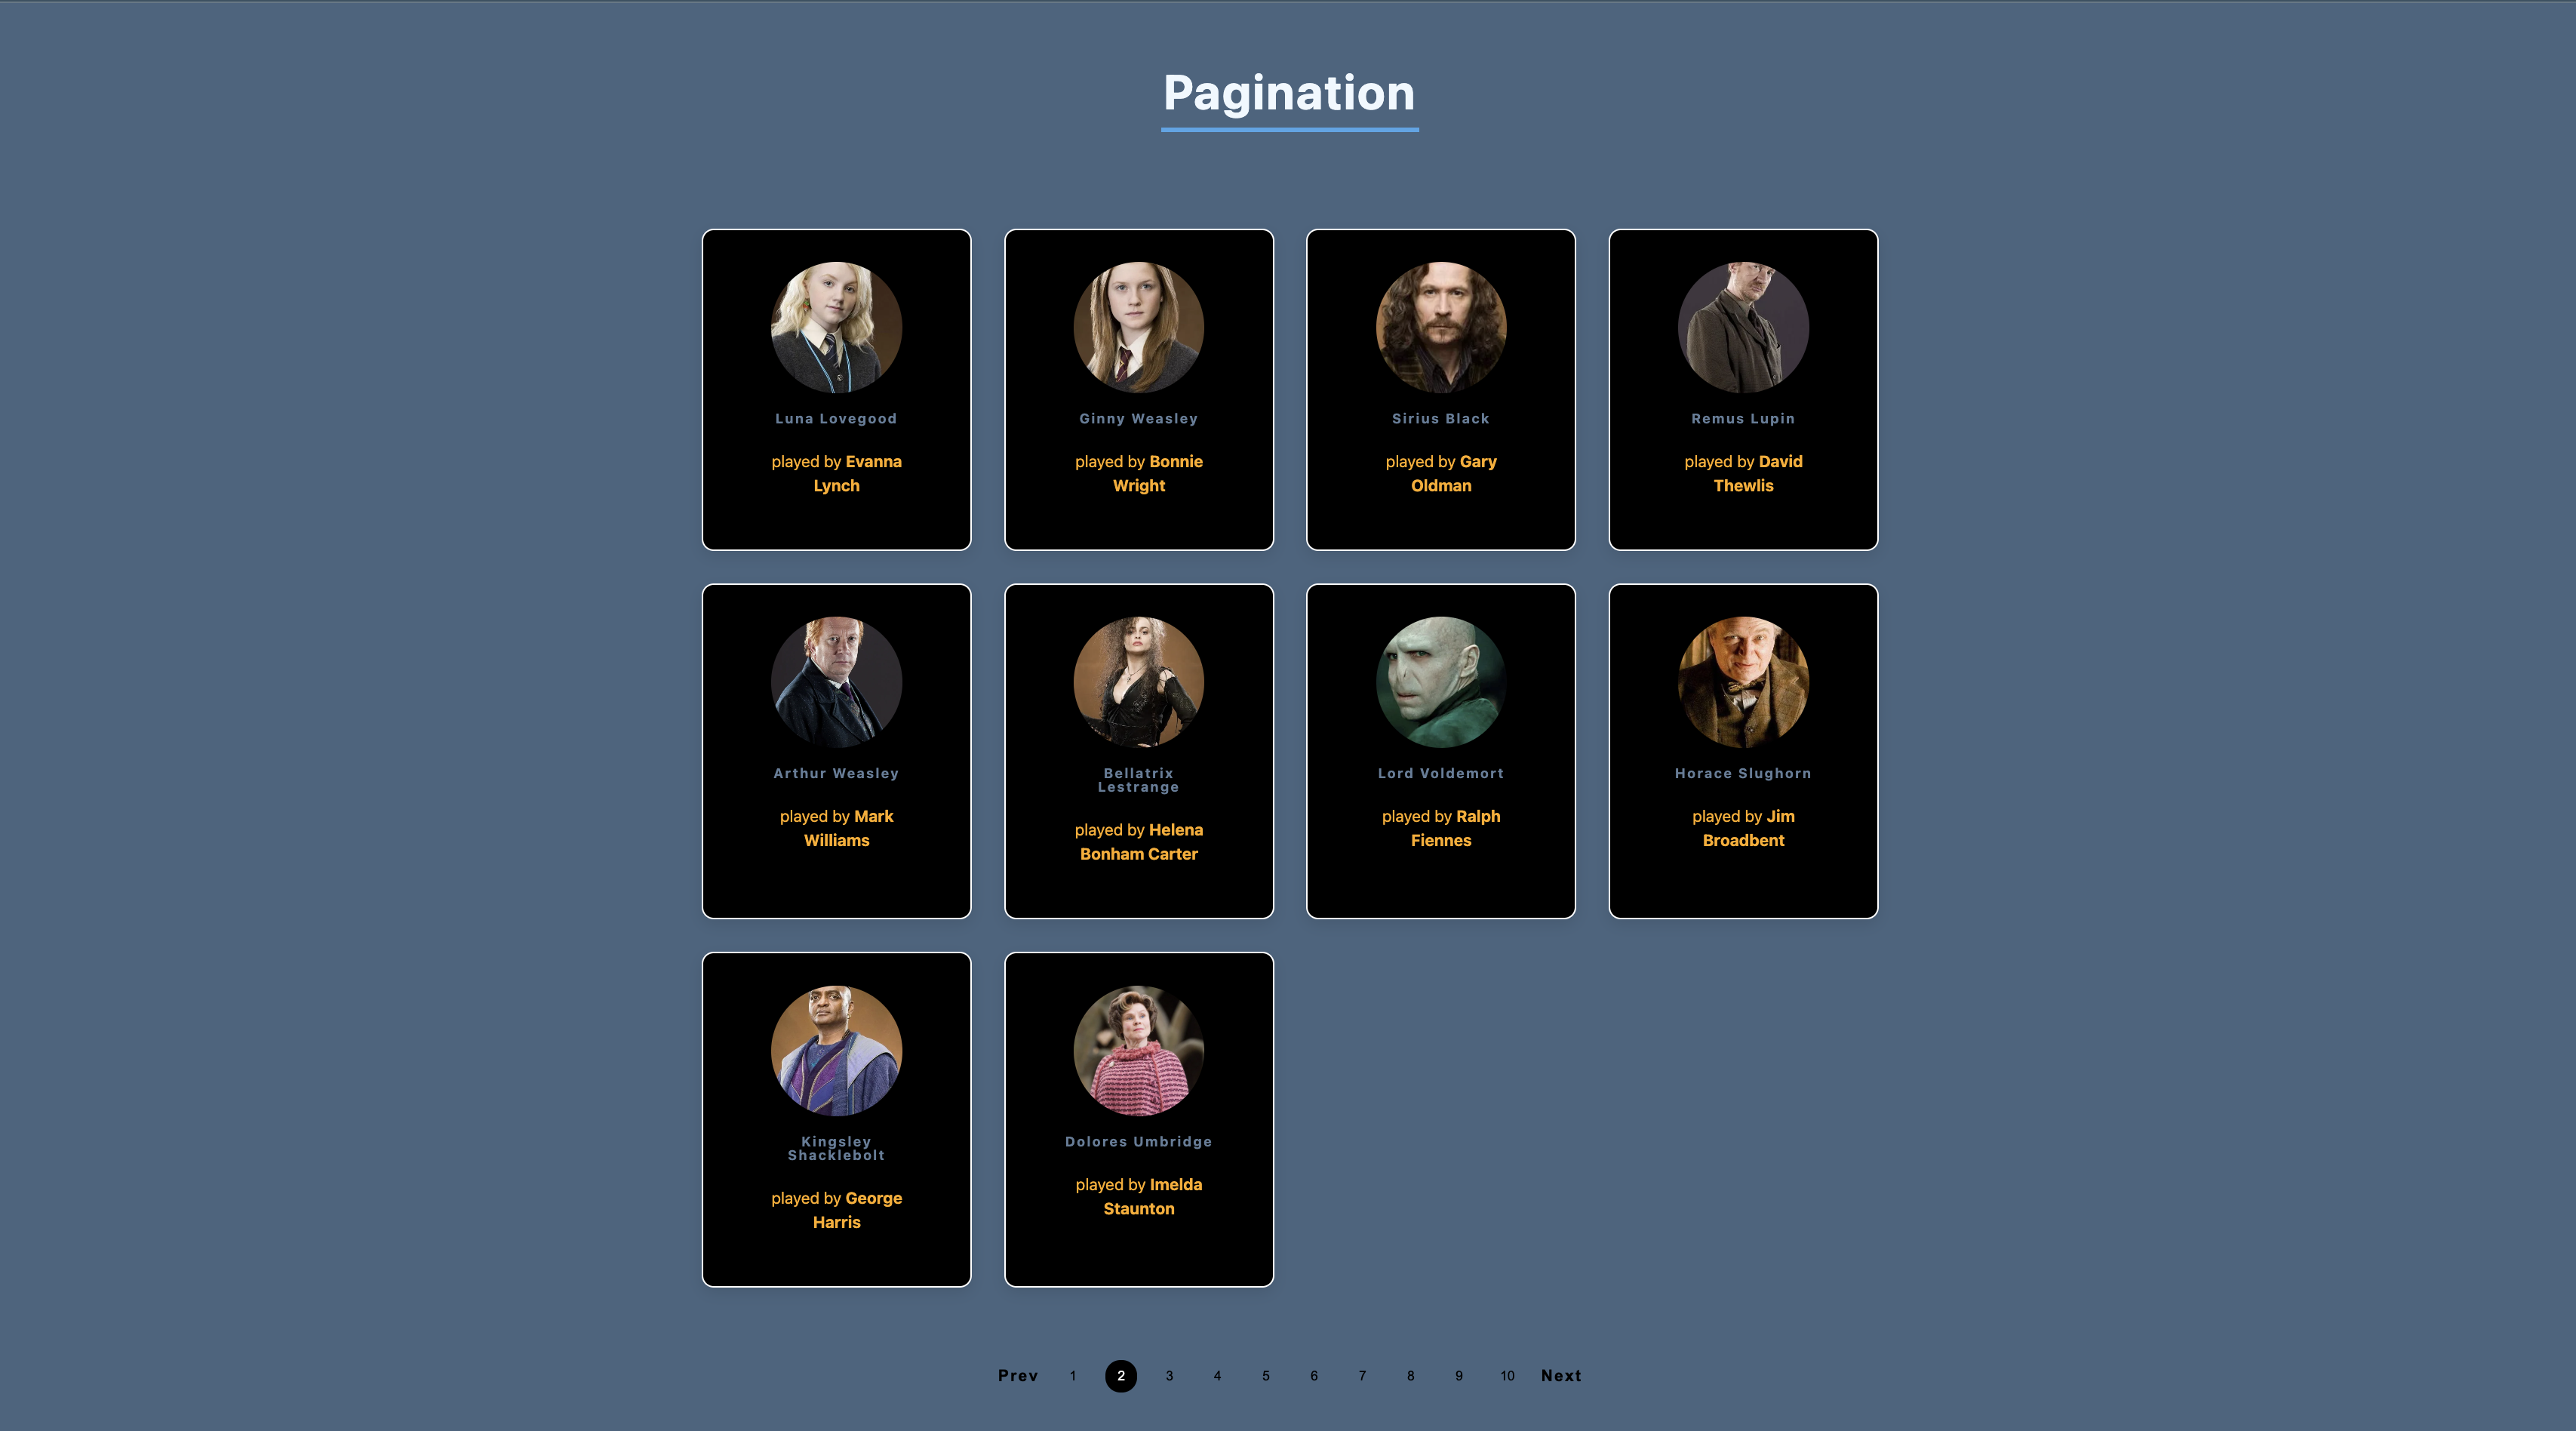 Pagination
Luna Lovegood
played by Evanna
Lynch
Ginny Weasley
played by Bonnie
Wright
Sirius Black
played by Gary
Oldman
Remus Lupin
played by David
Thewlis
Arthur Weasley
played by Mark
Williams
Bellatrix
Lestrange
played by Helena
Bonham Carter
Lord Voldemort
played by Ralph
Fiennes
Horace Slughorn
played by Jim
Broadbent
Kingsley
Shacklebolt
played by George
Harris
Dolores Umbridge
played by Imelda
Staunton
Prev 1 2 3 4 5 6 7 8 9 10 Next